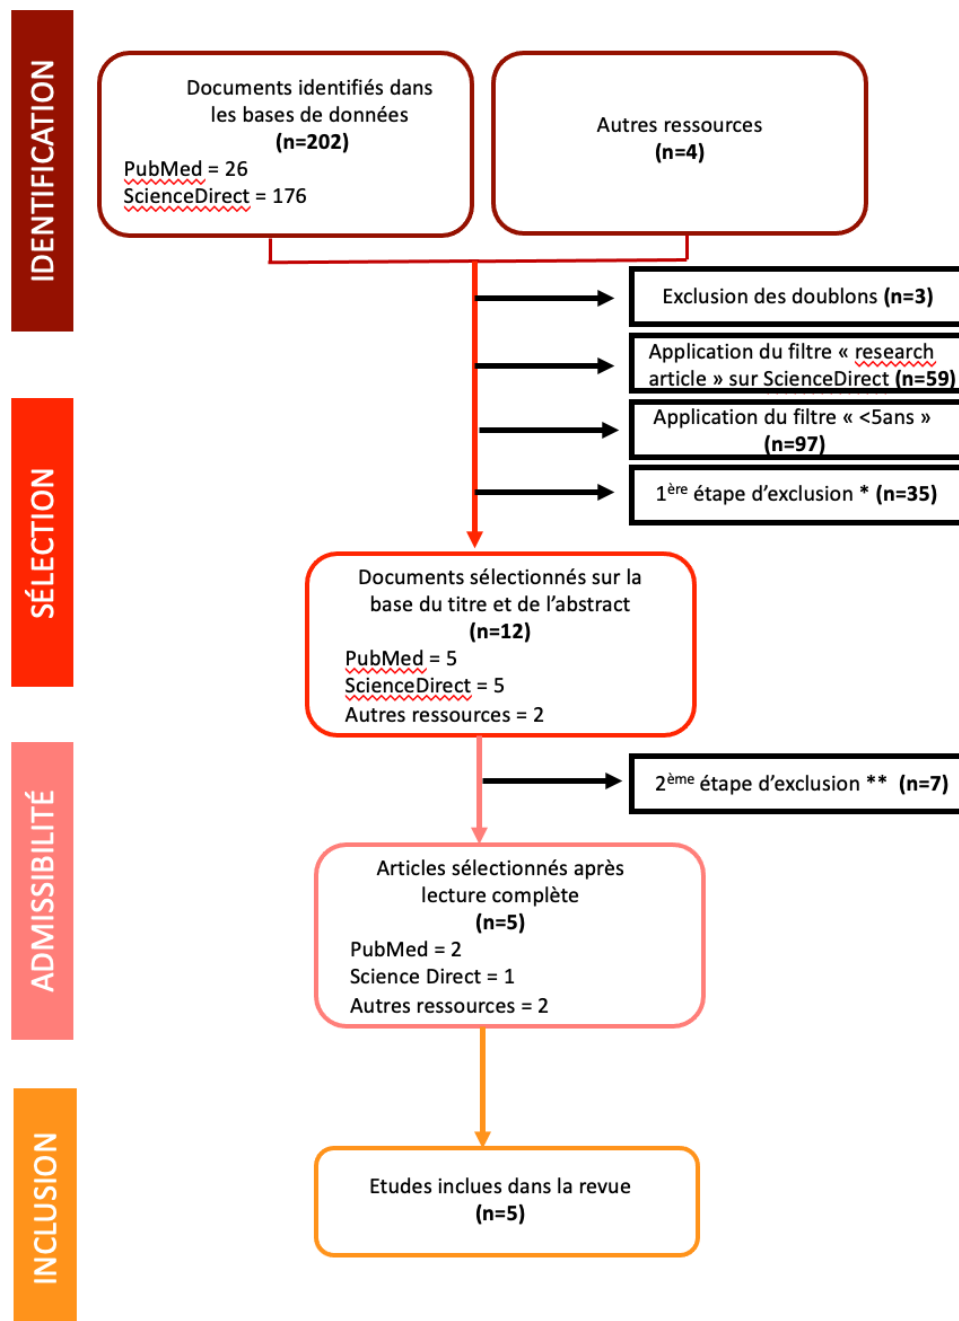 IDENTIFICATION
Documents identifiés dans
les bases de données
(n=202)
PubMed = 26
ScienceDirect = 176
Autres ressources
(n=4)
Exclusion des doublons (n=3)
Application du filtre « research
article » sur ScienceDirect (n=59)
Application du filtre « <5ans »
(n=97)
1ère étape d’exclusion * (n=35)
SÉLECTION
Documents sélectionnés sur la
base du titre et de l’abstract
(n=12)
PubMed = 5
ScienceDirect = 5
Autres ressources = 2
ADMISSIBILITÉ
2ème étape d’exclusion ** (n=7)
Articles sélectionnés après
lecture complète
(n=5)
PubMed = 2
Science Direct = 1
Autres ressources = 2
INCLUSION
Etudes inclues dans la revue
(n=5)